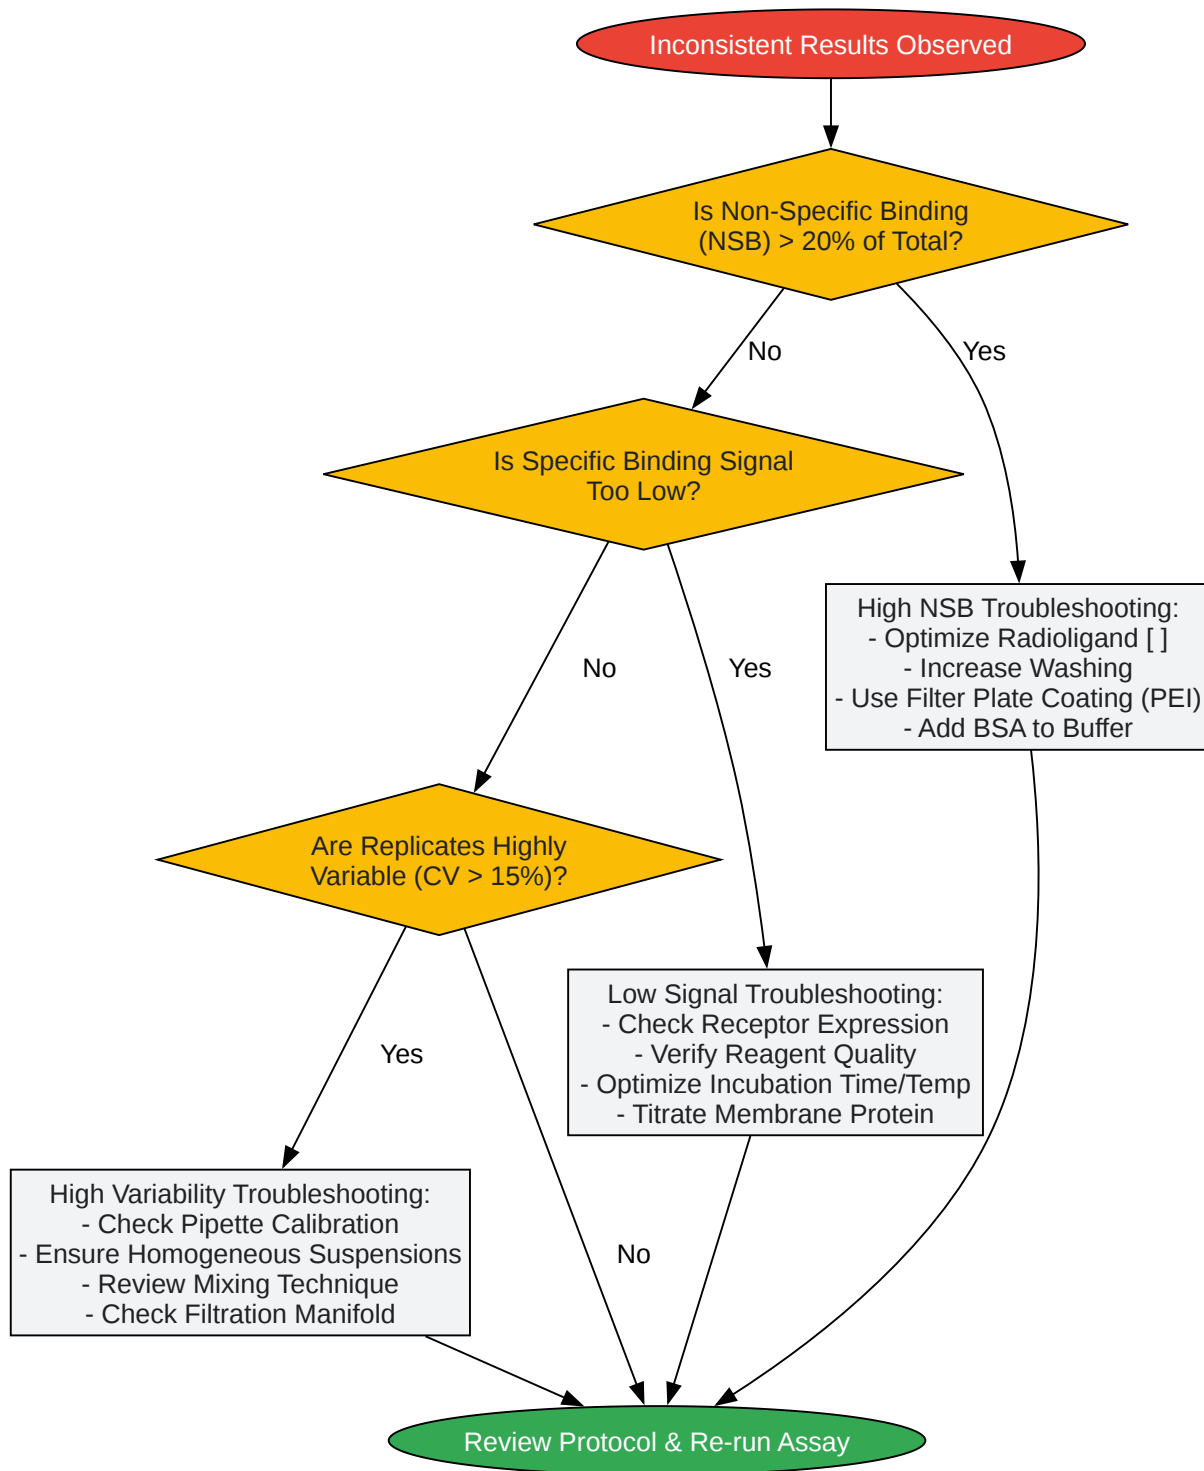 Inconsistent Results Observed
Is Non-Specific Binding
(NSB) > 20% of Total?
No
Yes
Is Specific Binding Signal
Too Low?
High NSB Troubleshooting:
- Optimize Radioligand [ ]
- Increase Washing
- Use Filter Plate Coating (PEI)
- Add BSA to Buffer
No
Yes
Are Replicates Highly
Variable (CV > 15%)?
Low Signal Troubleshooting:
- Check Receptor Expression
- Verify Reagent Quality
- Optimize Incubation Time/Temp
- Titrate Membrane Protein
Yes
High Variability Troubleshooting:
- Check Pipette Calibration
- Ensure Homogeneous Suspensions
- Review Mixing Technique
- Check Filtration Manifold
No
Review Protocol & Re-run Assay